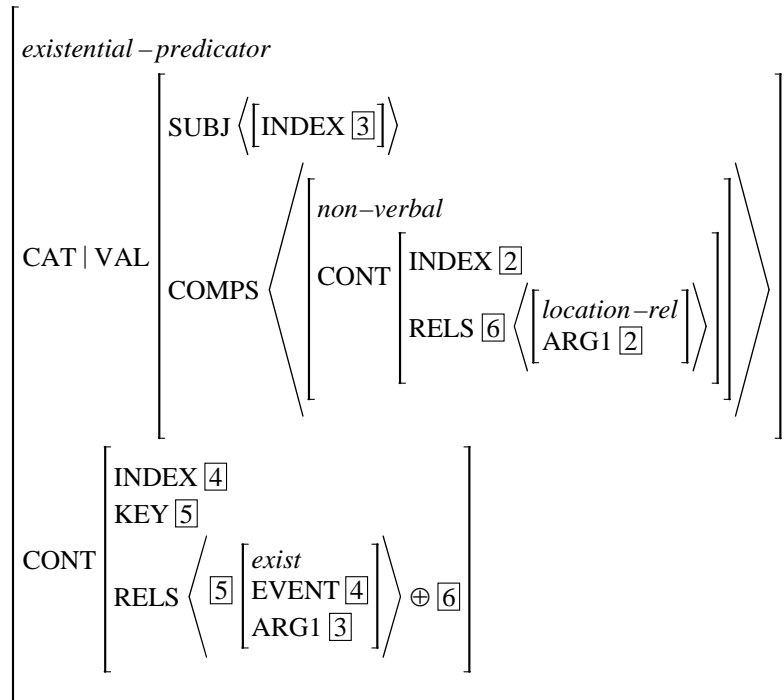 existential – predicator
SUBJ ⟨[INDEX 3]⟩
non–verbal
CAT | VAL
COMPS
CONT
INDEX 2
RELS 6 ⟨[location–rel
ARG1 2]⟩
INDEX 4
KEY 5
CONT
RELS ⟨5 [exist
EVENT 4
ARG1 3]⟩ ⊕ 6